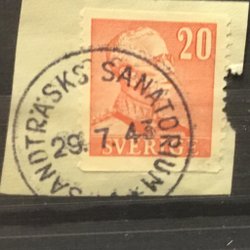 20
SANDTRÄSKS SANATORIUM
29.7.43
SVERIGE